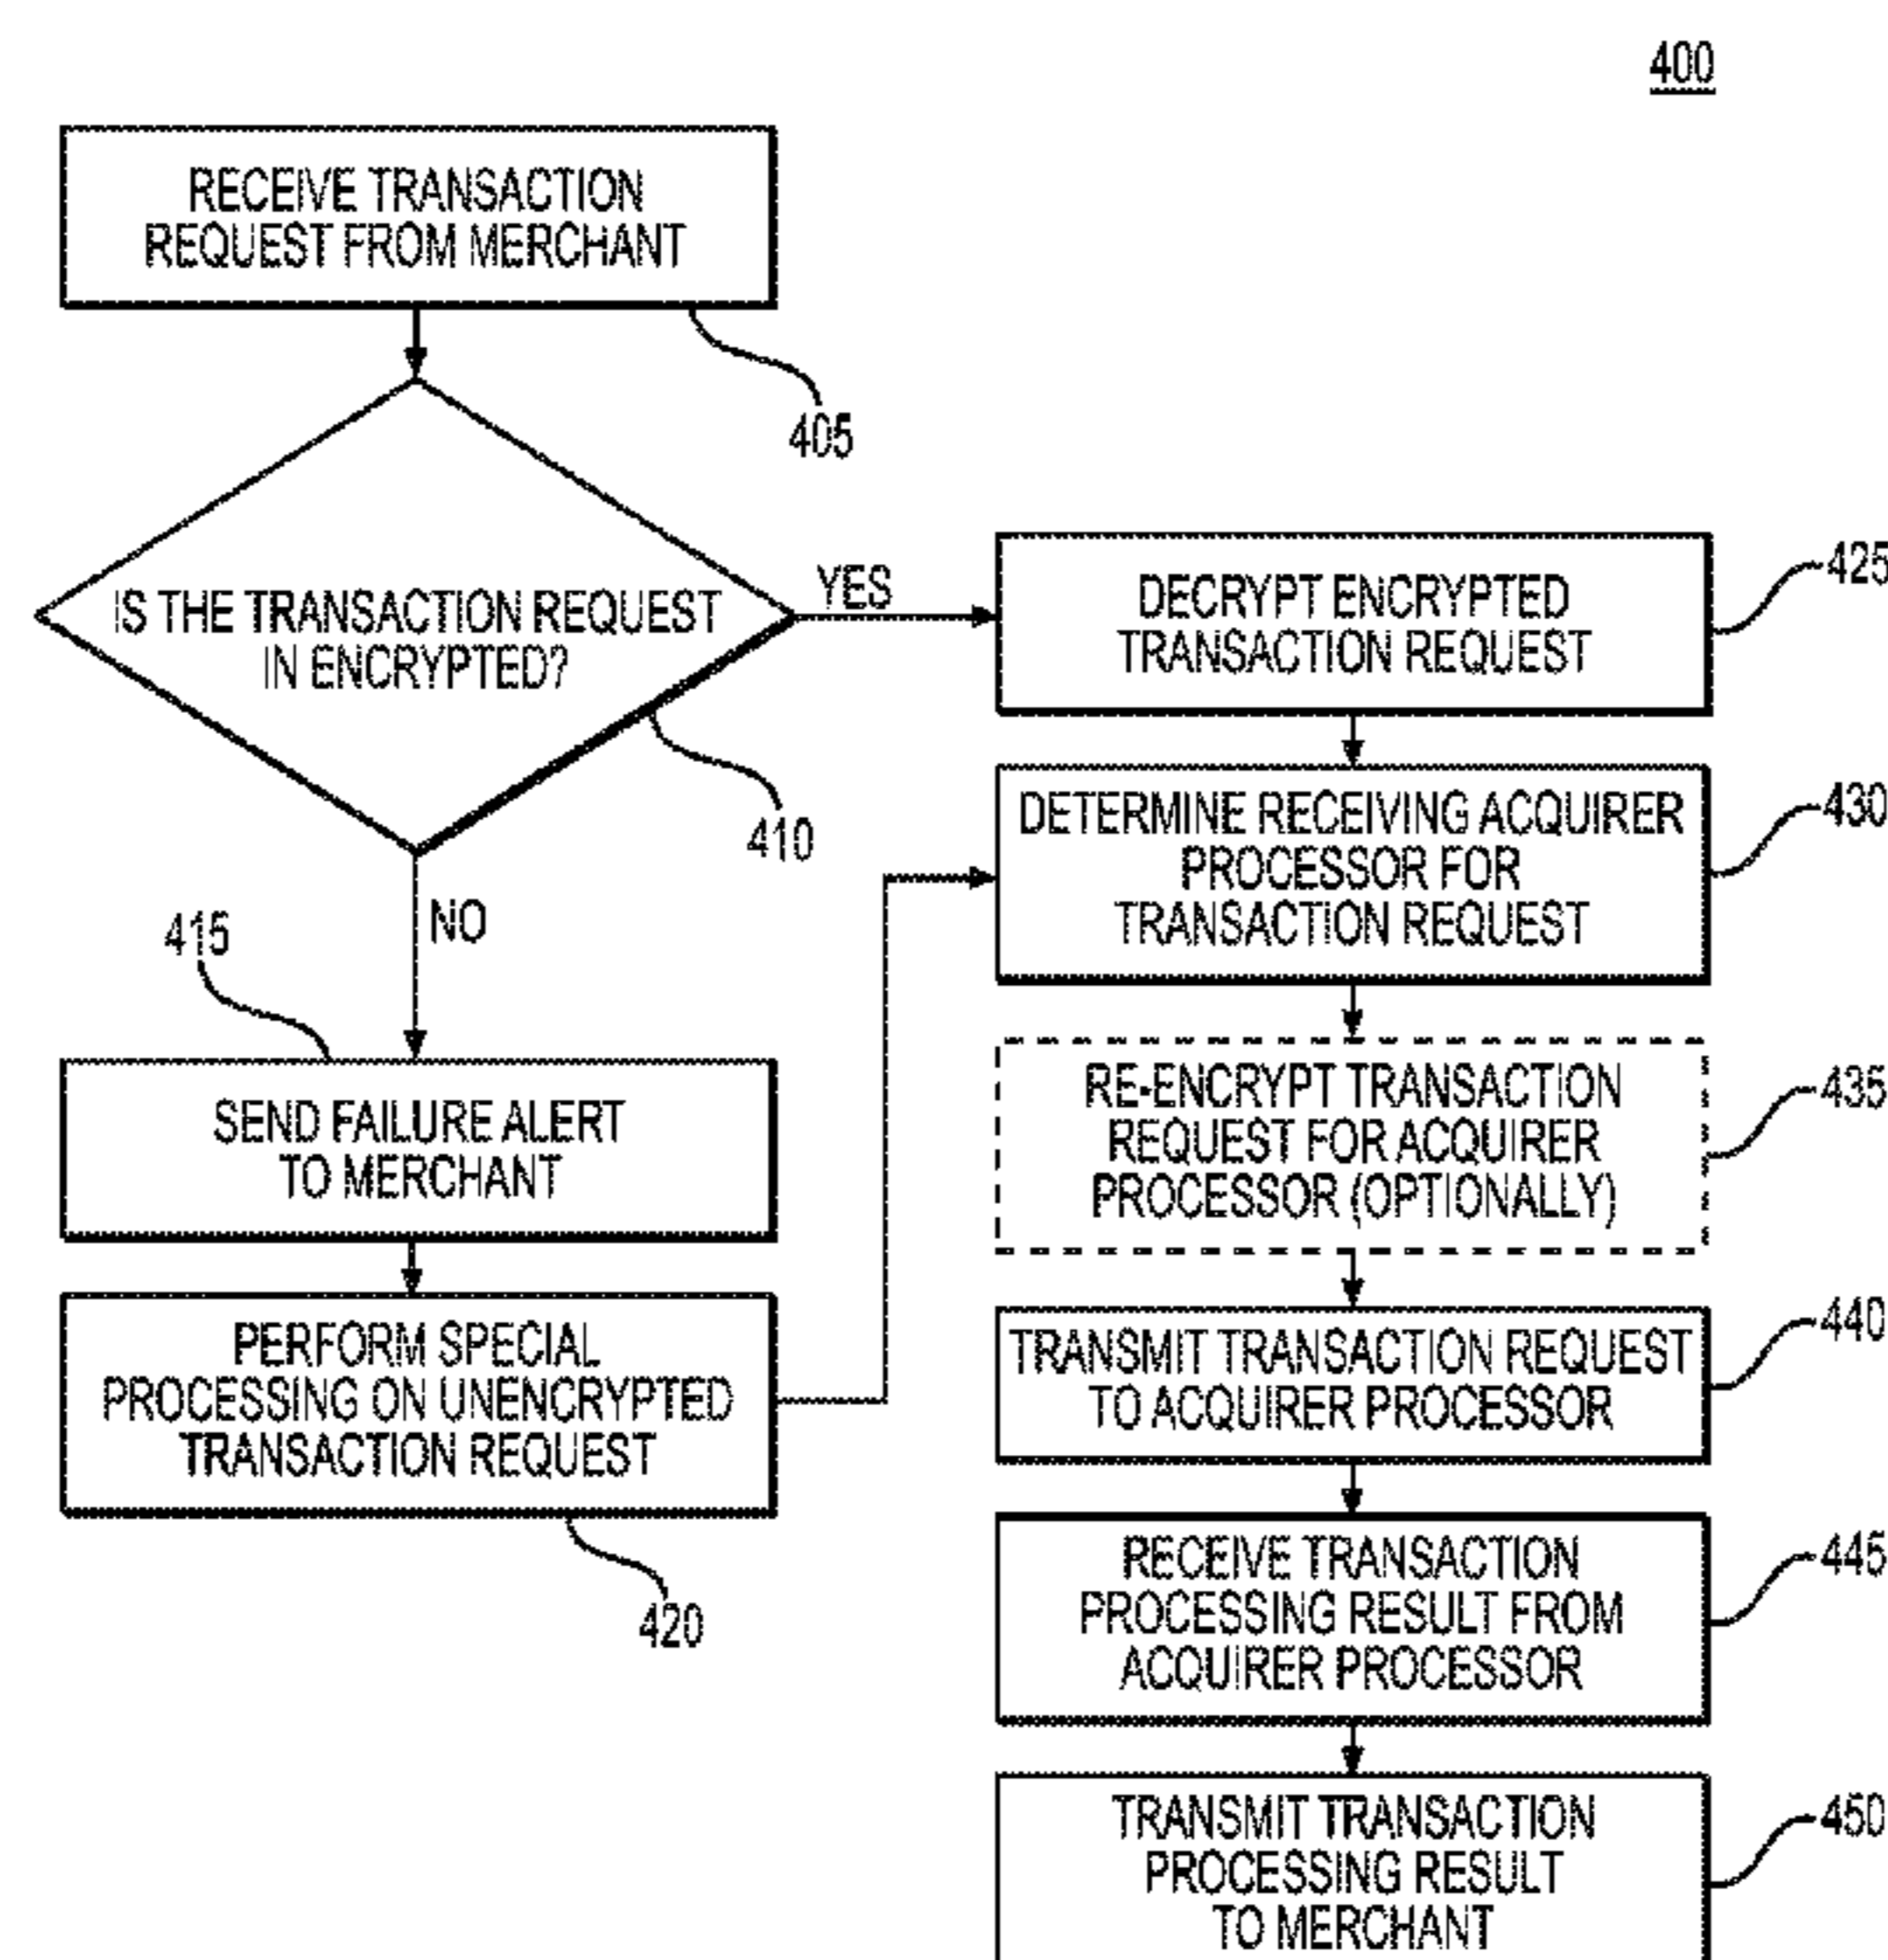 400
RECEIVE TRANSACTION
REQUEST FROM MERCHANT
405
IS THE TRANSACTION REQUEST
IN ENCRYPTED?
410
YES
NO
415
SEND FAILURE ALERT
TO MERCHANT
PERFORM SPECIAL
PROCESSING ON UNENCRYPTED
TRANSACTION REQUEST
420
DECRYPT ENCRYPTED
TRANSACTION REQUEST
425
DETERMINE RECEIVING ACQUIRER
PROCESSOR FOR
TRANSACTION REQUEST
430
RE-ENCRYPT TRANSACTION
REQUEST FOR ACQUIRER
PROCESSOR (OPTIONALLY)
435
TRANSMIT TRANSACTION REQUEST
TO ACQUIRER PROCESSOR
440
RECEIVE TRANSACTION
PROCESSING RESULT FROM
ACQUIRER PROCESSOR
445
TRANSMIT TRANSACTION
PROCESSING RESULT
TO MERCHANT
450